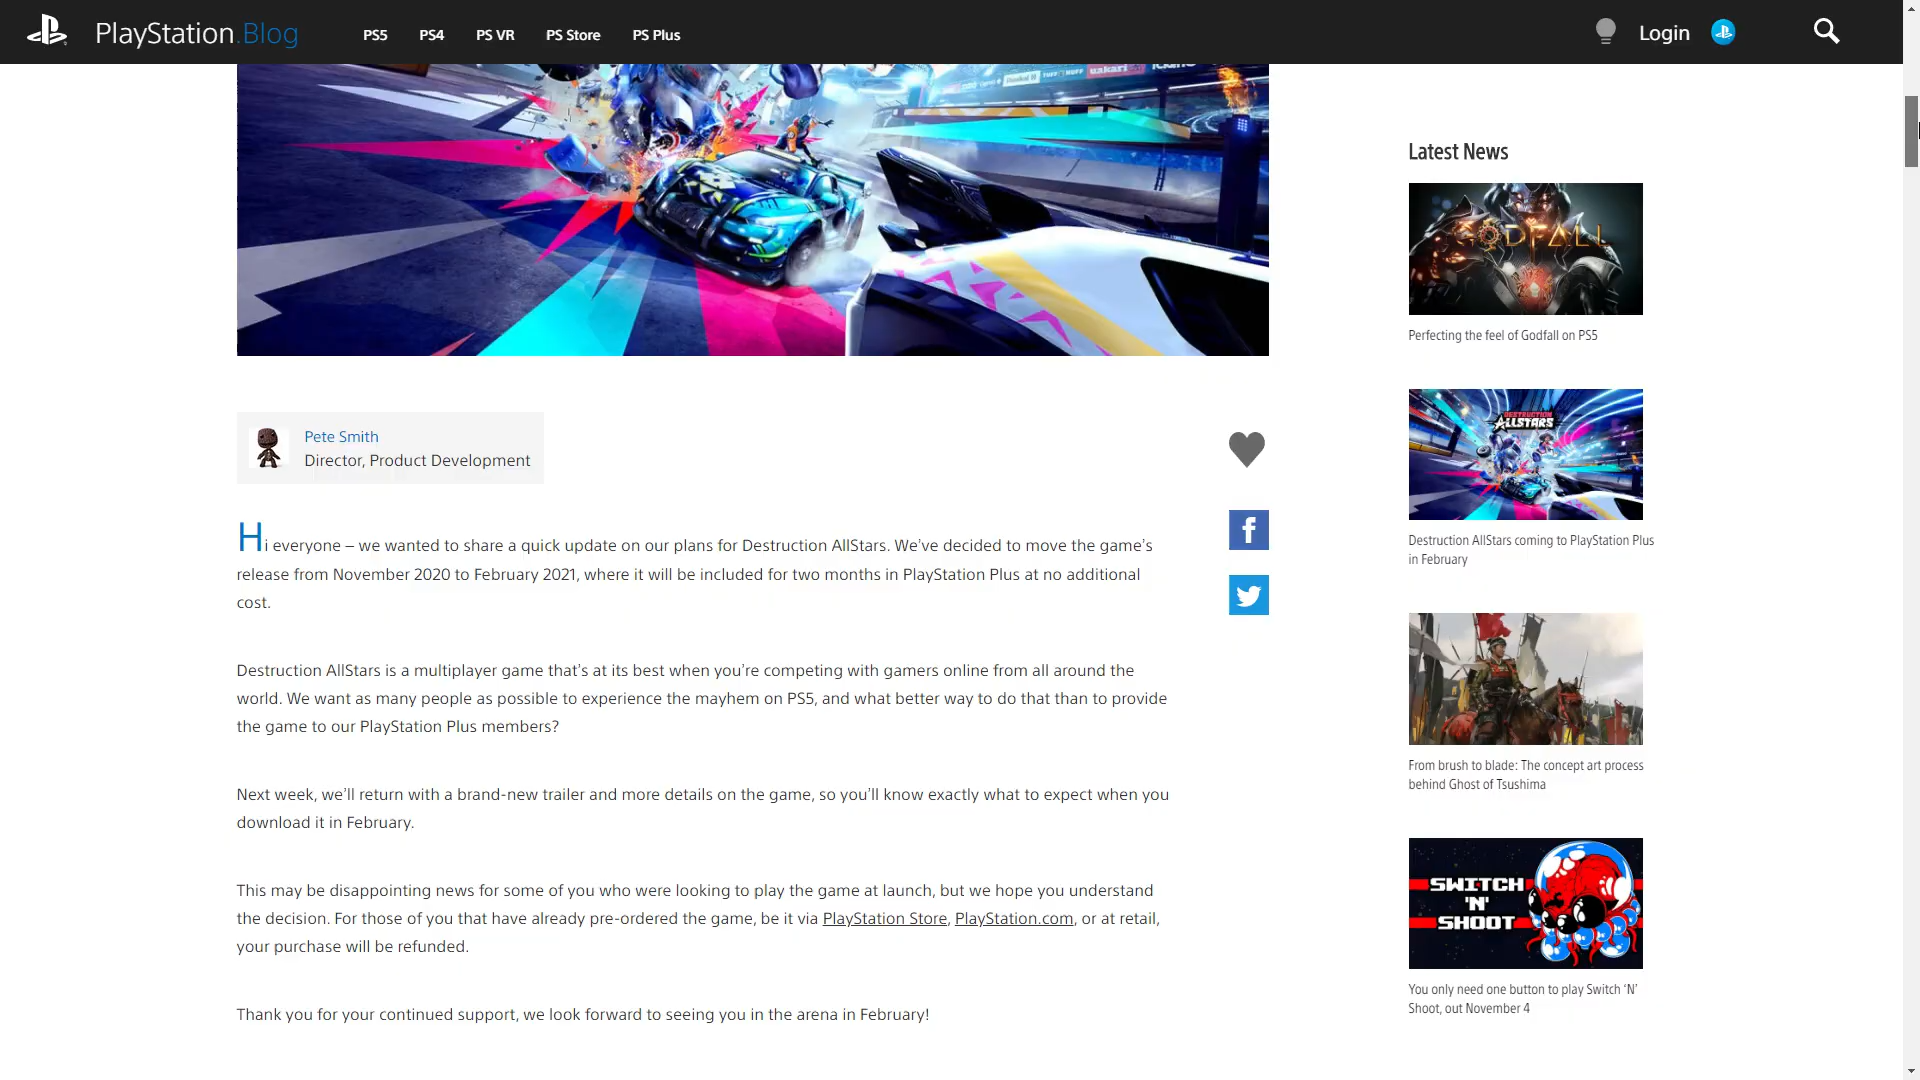 PlayStation.Blog
PS5 PS4 PS VR PS Store PS Plus
Login
Pete Smith
Director, Product Development
Hi everyone – we wanted to share a quick update on our plans for Destruction AllStars. We’ve decided to move the game’s
release from November 2020 to February 2021, where it will be included for two months in PlayStation Plus at no additional
cost.
Destruction AllStars is a multiplayer game that’s at its best when you’re competing with gamers online from all around the
world. We want as many people as possible to experience the mayhem on PS5, and what better way to do that than to provide
the game to our PlayStation Plus members?
Next week, we’ll return with a brand-new trailer and more details on the game, so you’ll know exactly what to expect when you
download it in February.
This may be disappointing news for some of you who were looking to play the game at launch, but we hope you understand
the decision. For those of you that have already pre-ordered the game, be it via PlayStation Store, PlayStation.com, or at retail,
your purchase will be refunded.
Thank you for your continued support, we look forward to seeing you in the arena in February!
Latest News
GODFALL
Perfecting the feel of Godfall on PS5
DESTRUCTION
ALLSTARS
Destruction AllStars coming to PlayStation Plus
in February
From brush to blade: The concept art process
behind Ghost of Tsushima
SWITCH
'N'
SHOOT
You only need one button to play Switch ‘N’
Shoot, out November 4